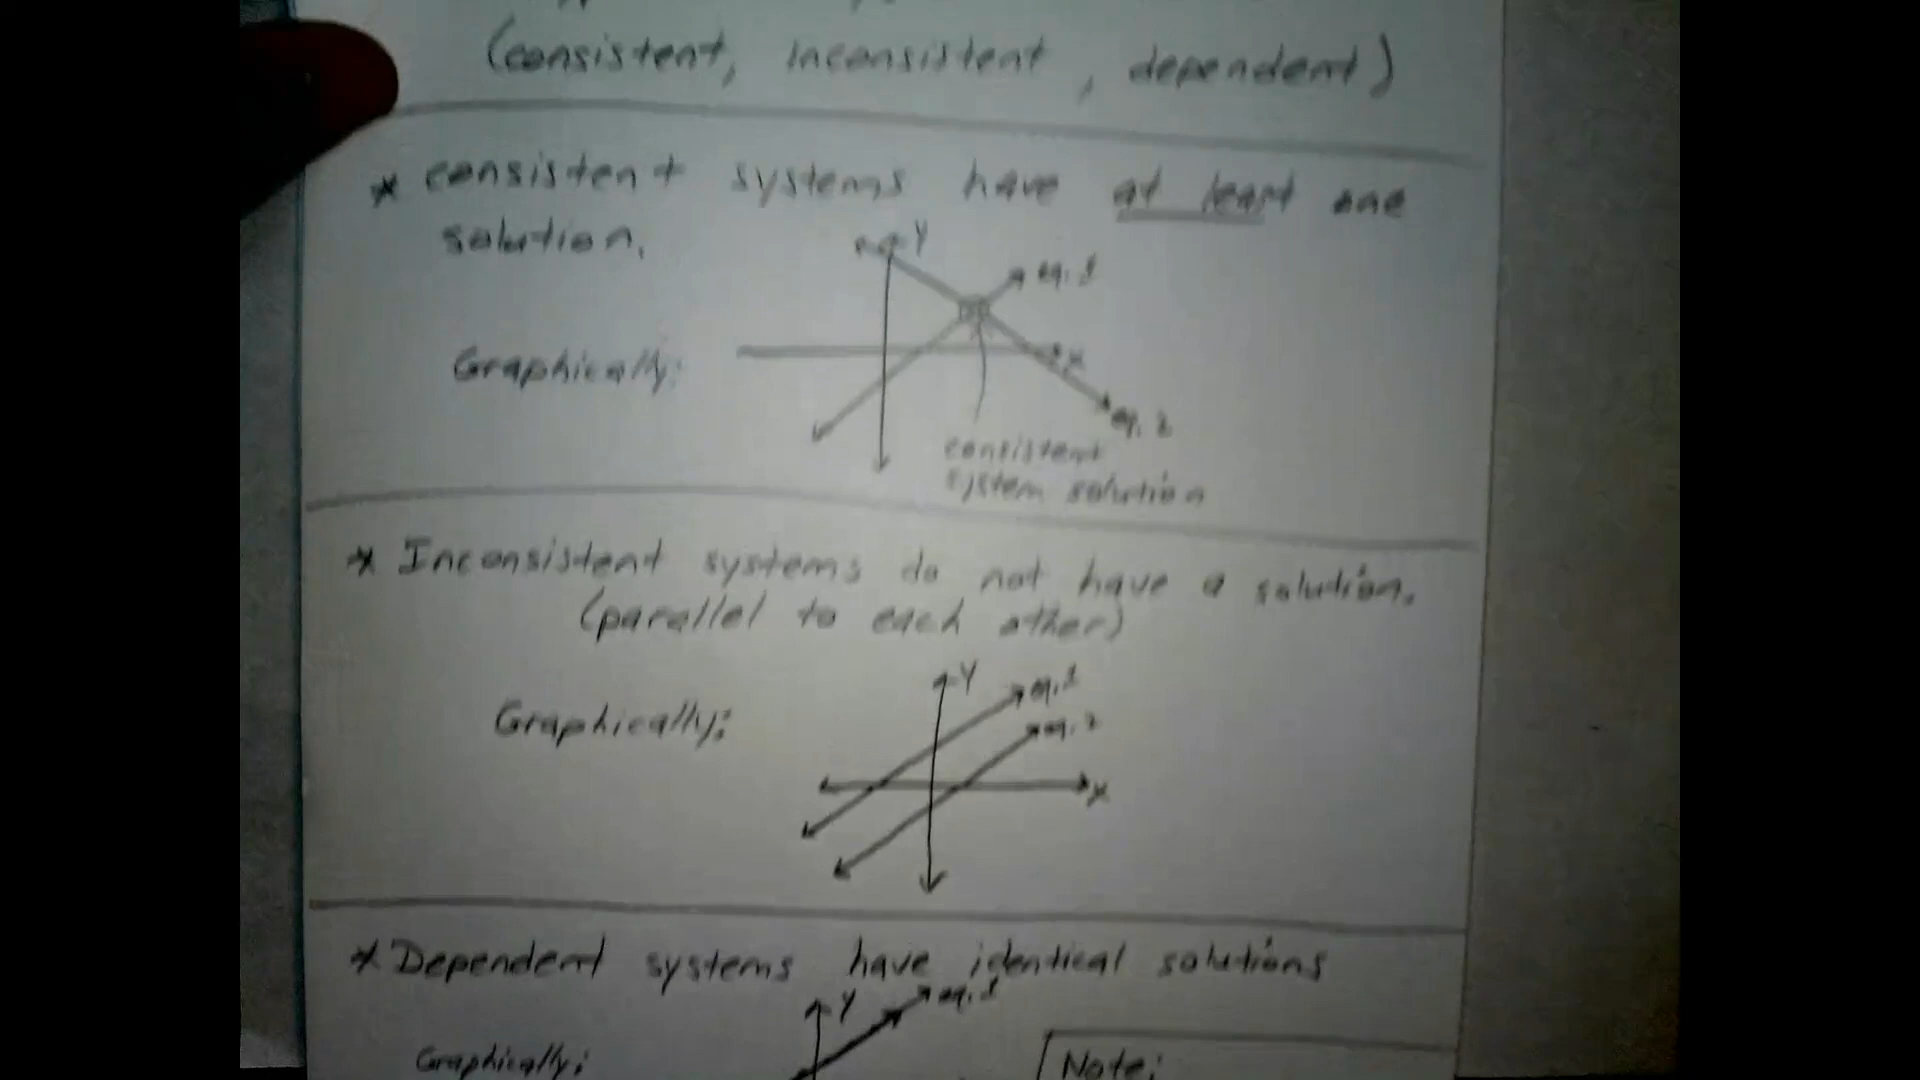 (consistent, inconsistent, dependent)
* consistent systems have at least one
solution.
Y
eq. 1
Graphically:
X
eq. 2
consistent
system solution
* Inconsistent systems do not have a solution.
(parallel to each other)
Y
eq. 1
Graphically:
eq. 2
X
* Dependent systems have identical solutions
Y
eq. 1
Graphically:
Note: